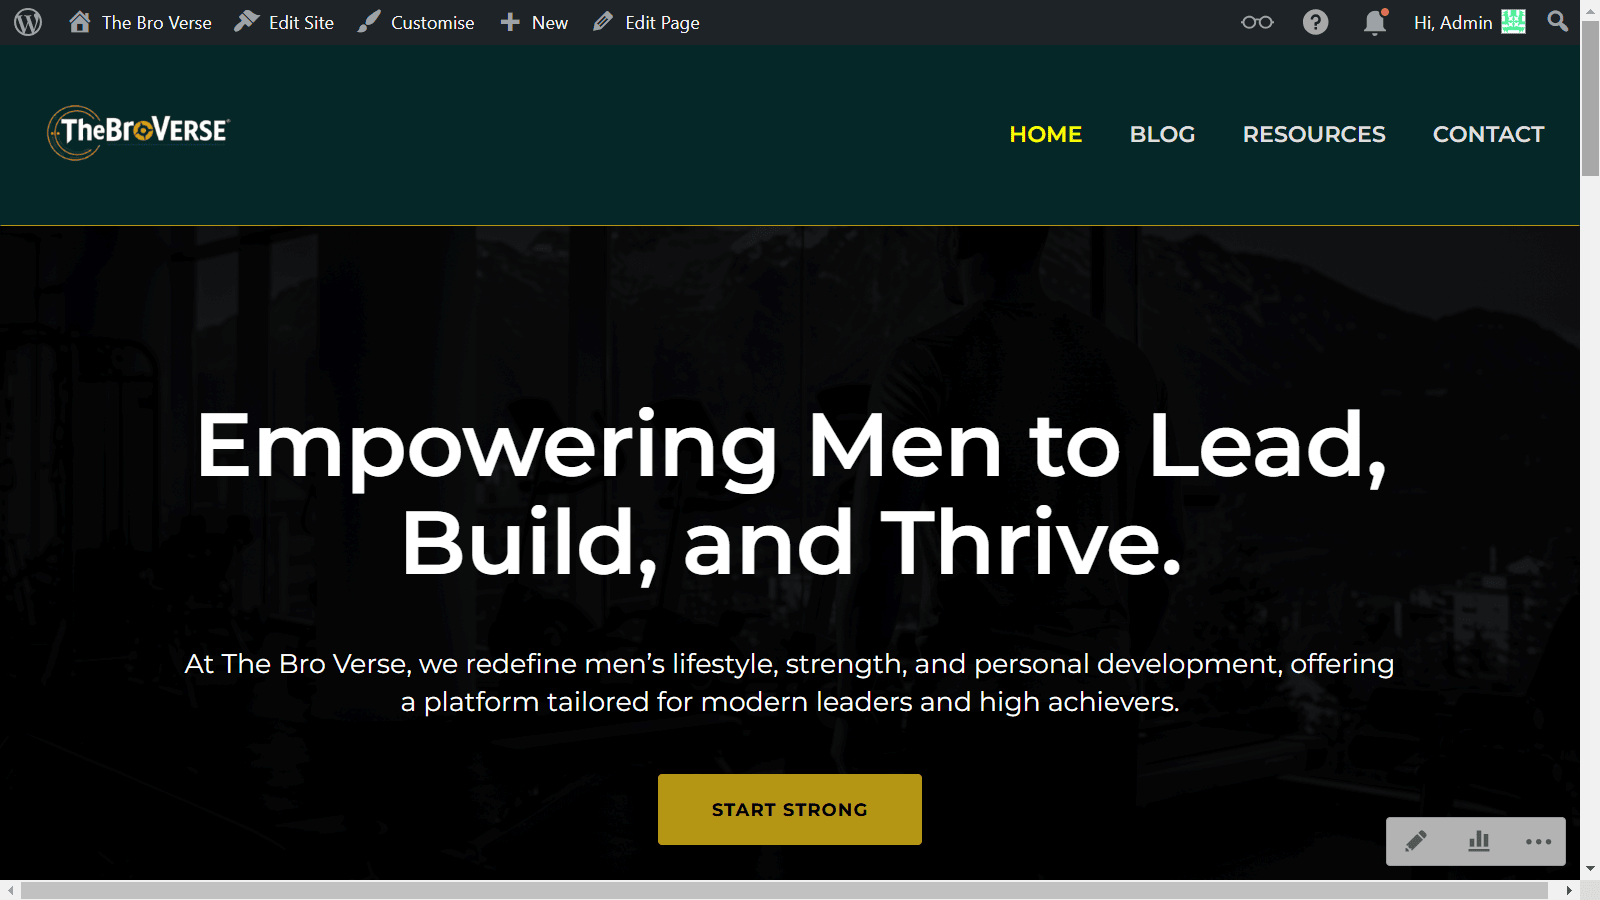 The Bro Verse Edit Site Customise New Edit Page Hi, Admin
TheBroVerse®
HOME BLOG RESOURCES CONTACT
Empowering Men to Lead,
Build, and Thrive.
At The Bro Verse, we redefine men’s lifestyle, strength, and personal development, offering
a platform tailored for modern leaders and high achievers.
START STRONG